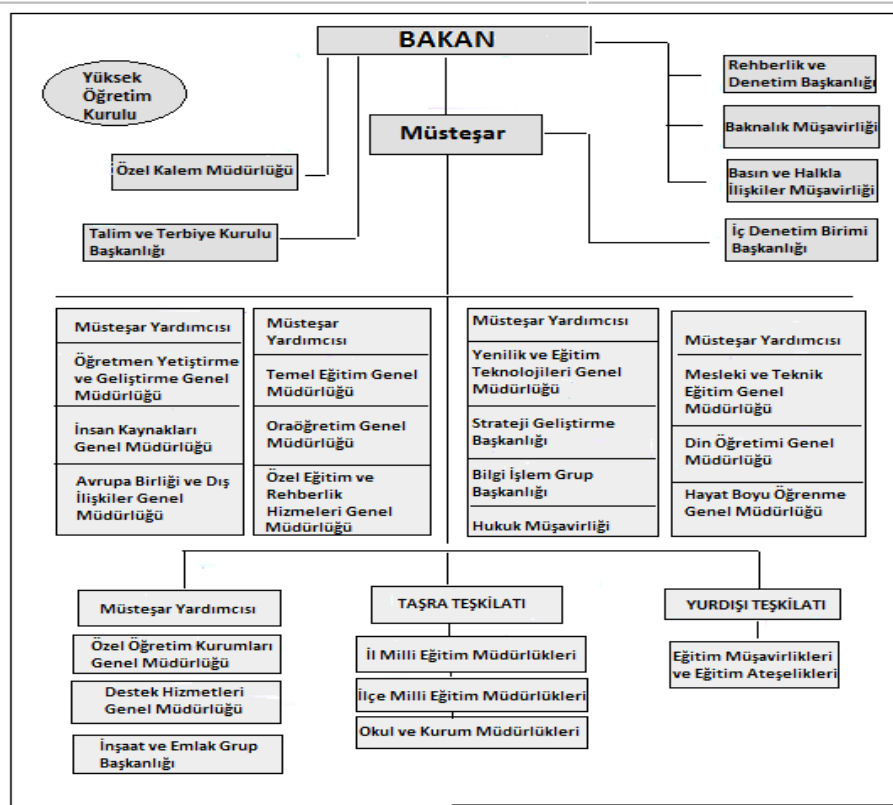 BAKAN
Yüksek
Öğretim
Kurulu
Rehberlik ve
Denetim Başkanlığı
Müsteşar
Baknalık Müşavirliği
Özel Kalem Müdürlüğü
Basın ve Halkla
İlişkiler Müşavirliği
Talim ve Terbiye Kurulu
Başkanlığı
İç Denetim Birimi
Başkanlığı
Müsteşar Yardımcısı
Öğretmen Yetiştirme
ve Geliştirme Genel
Müdürlüğü
İnsan Kaynakları
Genel Müdürlüğü
Avrupa Birliği ve Dış
İlişkiler Genel
Müdürlüğü
Müsteşar
Yardımcısı
Temel Eğitim Genel
Müdürlüğü
Oraöğretim Genel
Müdürlüğü
Özel Eğitim ve
Rehberlik
Hizmeleri Genel
Müdürlüğü
Müsteşar Yardımcısı
Yenilik ve Eğitim
Teknolojileri Genel
Müdürlüğü
Strateji Geliştirme
Başkanlığı
Bilgi İşlem Grup
Başkanlığı
Hukuk Müşavirliği
Müsteşar Yardımcısı
Mesleki ve Teknik
Eğitim Genel
Müdürlüğü
Din Öğretimi Genel
Müdürlüğü
Hayat Boyu Öğrenme
Genel Müdürlüğü
Müsteşar Yardımcısı
Özel Öğretim Kurumları
Genel Müdürlüğü
Destek Hizmetleri
Genel Müdürlüğü
İnşaat ve Emlak Grup
Başkanlığı
TAŞRA TEŞKİLATI
İl Milli Eğitim Müdürlükleri
İlçe Milli Eğitim Müdürlükleri
Okul ve Kurum Müdürlükleri
YURDIŞI TEŞKİLATI
Eğitim Müşavirlikleri
ve Eğitim Ateşelikleri